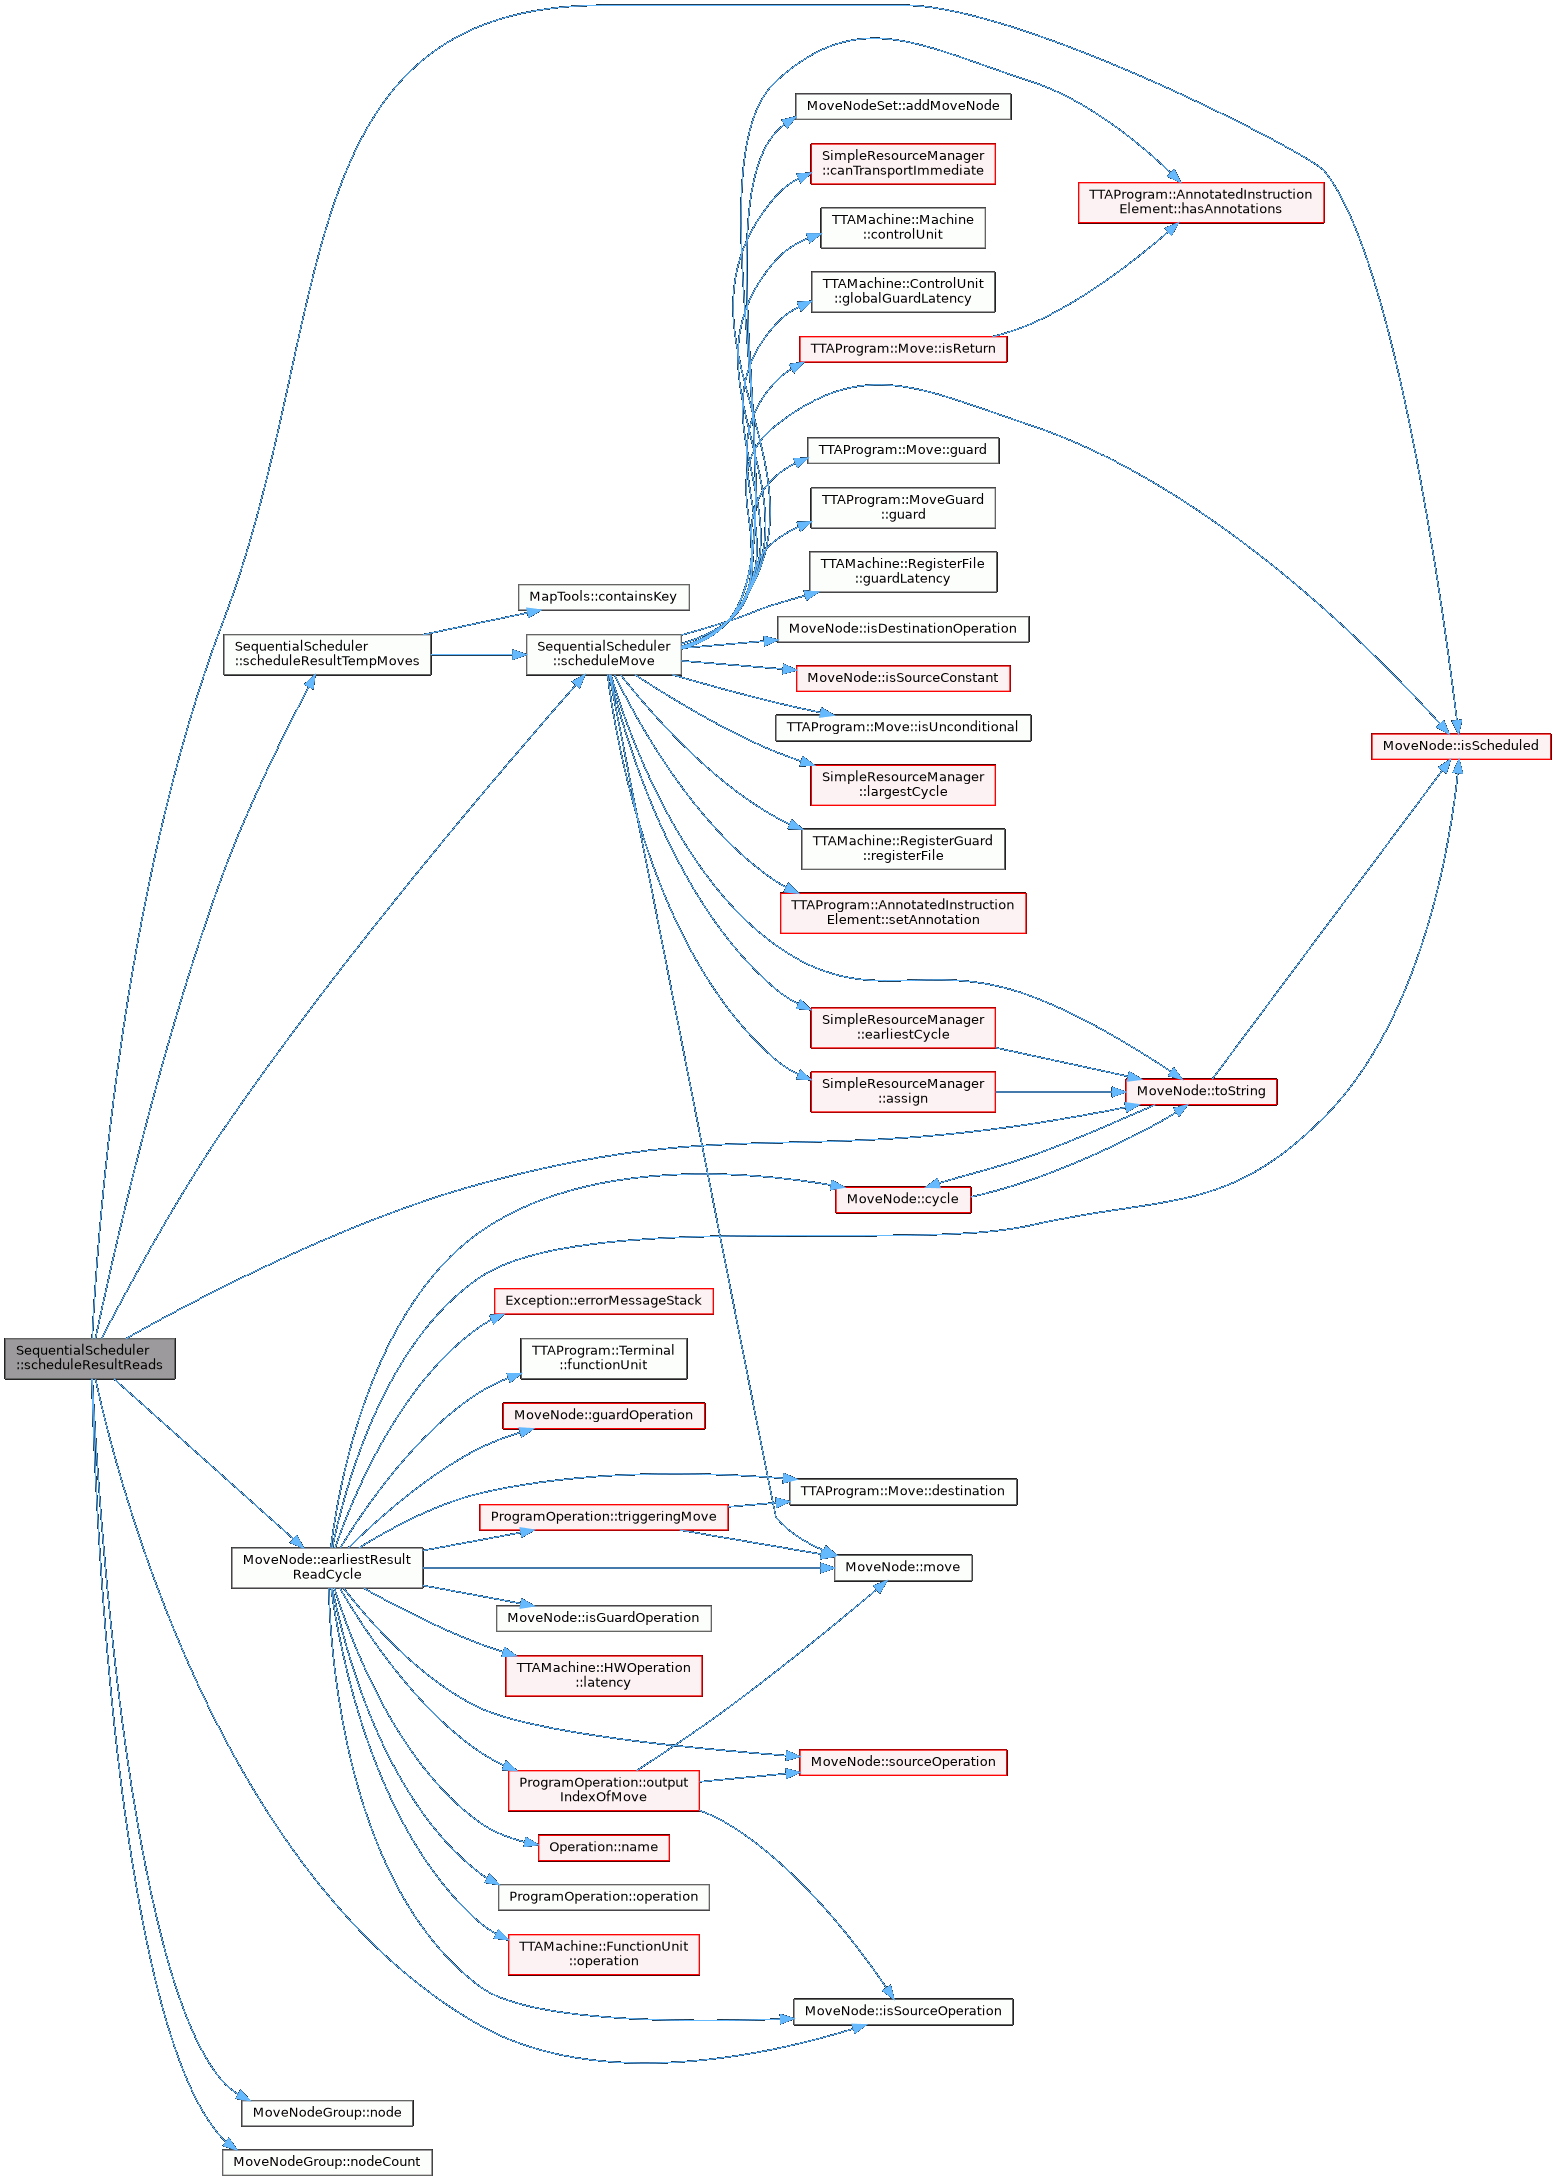 MoveNodeSet::addMoveNode
SimpleResourceManager
::canTransportImmediate
TTAProgram::AnnotatedInstruction
Element::hasAnnotations
TTAMachine::Machine
::controlUnit
TTAMachine::ControlUnit
::globalGuardLatency
TTAProgram::Move::isReturn
TTAProgram::Move::guard
TTAProgram::MoveGuard
::guard
TTAMachine::RegisterFile
::guardLatency
MapTools::containsKey
SequentialScheduler
::scheduleResultTempMoves
SequentialScheduler
::scheduleMove
MoveNode::isDestinationOperation
MoveNode::isSourceConstant
TTAProgram::Move::isUnconditional
MoveNode::isScheduled
SimpleResourceManager
::largestCycle
TTAMachine::RegisterGuard
::registerFile
TTAProgram::AnnotatedInstruction
Element::setAnnotation
SimpleResourceManager
::earliestCycle
SimpleResourceManager
::assign
MoveNode::toString
MoveNode::cycle
Exception::errorMessageStack
SequentialScheduler
::scheduleResultReads
TTAProgram::Terminal
::functionUnit
MoveNode::guardOperation
TTAProgram::Move::destination
ProgramOperation::triggeringMove
MoveNode::earliestResult
ReadCycle
MoveNode::move
MoveNode::isGuardOperation
TTAMachine::HWOperation
::latency
MoveNode::sourceOperation
ProgramOperation::output
IndexOfMove
Operation::name
ProgramOperation::operation
TTAMachine::FunctionUnit
::operation
MoveNode::isSourceOperation
MoveNodeGroup::node
MoveNodeGroup::nodeCount